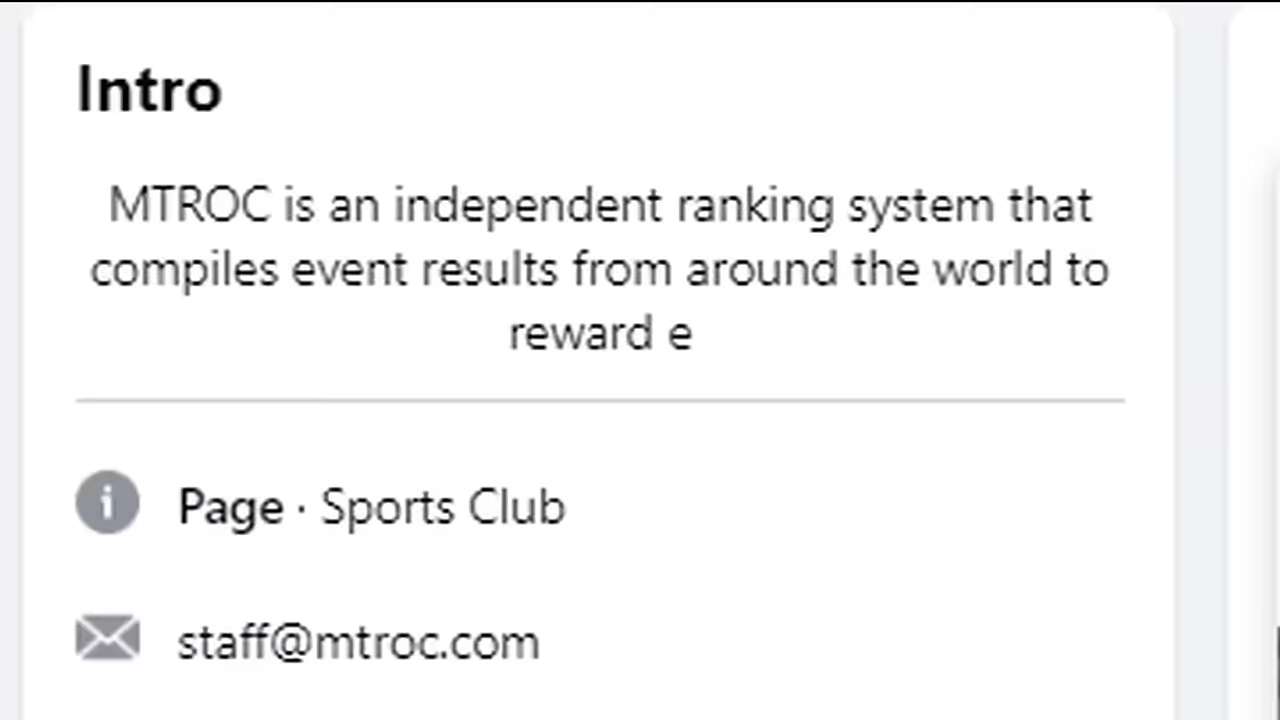 Intro
MTROC is an independent ranking system that
compiles event results from around the world to
reward e
Page · Sports Club
staff@mtroc.com